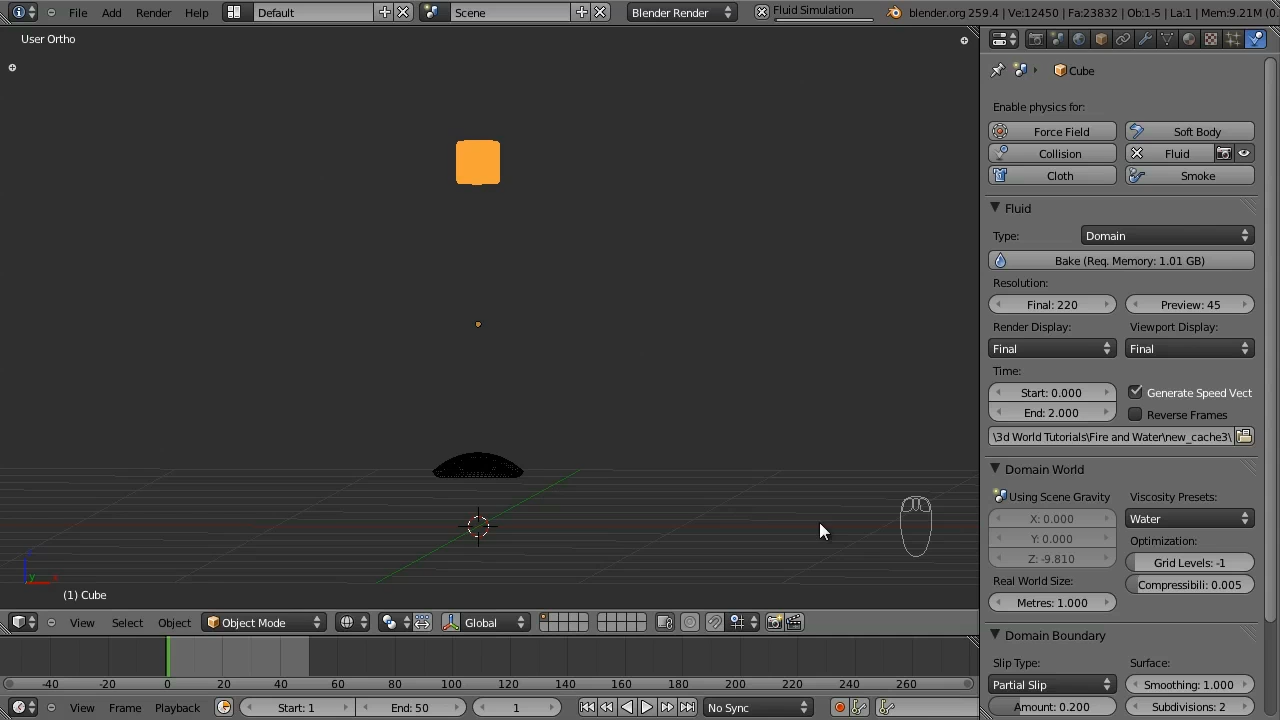 File Add Render Help Default Scene Blender Render Fluid Simulation blender.org 259.4 | Ve:12450 | Fa:23832 | Ob:1-5 | La:1 | Mem:9.21M (0
User Ortho
Cube
Enable physics for:
Force Field Soft Body
Collision Fluid
Cloth Smoke
Fluid
Type: Domain
Bake (Req. Memory: 1.01 GB)
Resolution:
Final: 220 Preview: 45
Render Display: Viewport Display:
Final Final
Time:
Start: 0.000 Generate Speed Vect
End: 2.000 Reverse Frames
\3d World Tutorials\Fire and Water\new_cache3\
Domain World
Using Scene Gravity Viscosity Presets:
X: 0.000 Water
Y: 0.000 Optimization:
Z: -9.810 Grid Levels: -1
Real World Size: Compressibili: 0.005
Metres: 1.000
Domain Boundary
Slip Type: Surface:
Partial Slip Smoothing: 1.000
Amount: 0.200 Subdivisions: 2
y x
(1) Cube
View Select Object Object Mode Global
-40 -20 0 20 40 60 80 100 120 140 160 180 200 220 240 260
View Frame Playback Start: 1 End: 50 1 No Sync